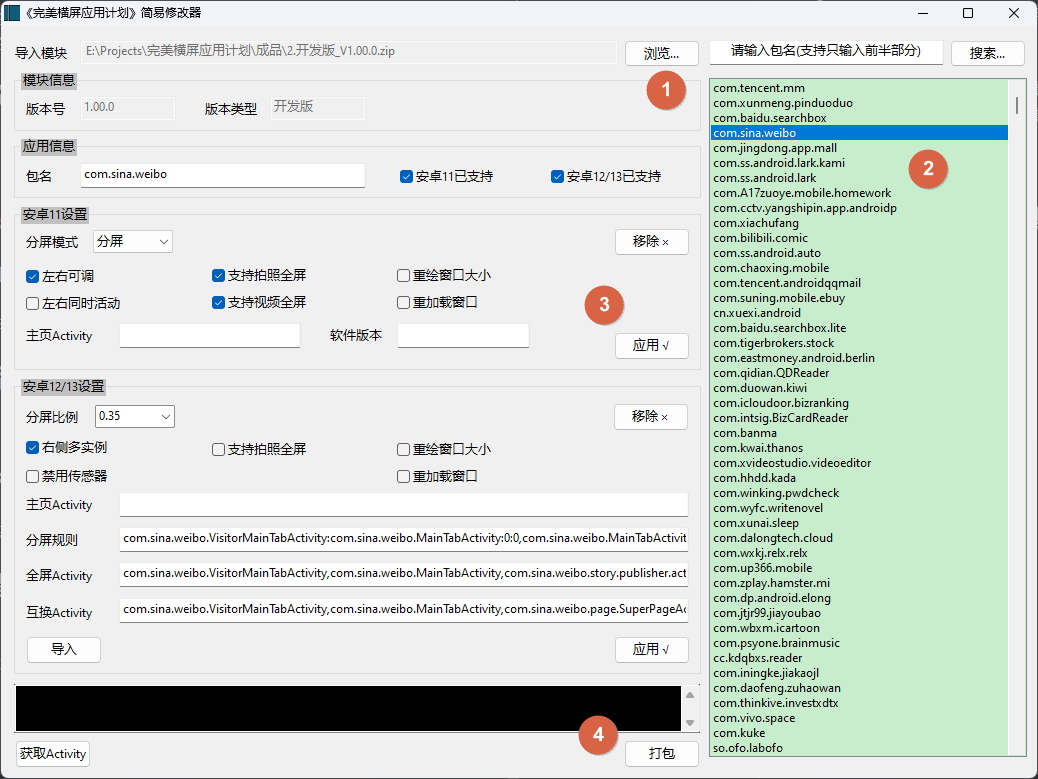 《完美横屏应用计划》简易修改器
导入模块 E:\Projects\完美横屏应用计划\成品\2.开发版_V1.00.0.zip 浏览... 请输入包名(支持只输入前半部分) 搜索...
1
模块信息
版本号 1.00.0 版本类型 开发版
应用信息
包名 com.sina.weibo 安卓11已支持 安卓12/13已支持
安卓11设置
分屏模式 分屏 移除 ×
左右可调 支持拍照全屏 重绘窗口大小
左右同时活动 支持视频全屏 重加载窗口
3
主页Activity 软件版本
应用 √
安卓12/13设置
分屏比例 0.35 移除 ×
右侧多实例 支持拍照全屏 重绘窗口大小
禁用传感器 重加载窗口
主页Activity
分屏规则 com.sina.weibo.VisitorMainTabActivity:com.sina.weibo.MainTabActivity:0:0,com.sina.weibo.MainTabActivit
全屏Activity com.sina.weibo.VisitorMainTabActivity,com.sina.weibo.MainTabActivity,com.sina.weibo.story.publisher.act
互换Activity com.sina.weibo.VisitorMainTabActivity,com.sina.weibo.MainTabActivity,com.sina.weibo.page.SuperPageAc
导入 应用 √
4
获取Activity 打包
com.tencent.mm
com.xunmeng.pinduoduo
com.baidu.searchbox
com.sina.weibo
com.jingdong.app.mall
com.ss.android.lark.kami
2
com.ss.android.lark
com.A17zuoye.mobile.homework
com.cctv.yangshipin.app.androidp
com.xiachufang
com.bilibili.comic
com.ss.android.auto
com.chaoxing.mobile
com.tencent.androidqqmail
com.suning.mobile.ebuy
cn.xuexi.android
com.baidu.searchbox.lite
com.tigerbrokers.stock
com.eastmoney.android.berlin
com.qidian.QDReader
com.duowan.kiwi
com.icloudoor.bizranking
com.intsig.BizCardReader
com.banma
com.kwai.thanos
com.xvideostudio.videoeditor
com.hhdd.kada
com.winking.pwdcheck
com.wyfc.writenovel
com.xunai.sleep
com.dalongtech.cloud
com.wxkj.relx.relx
com.up366.mobile
com.zplay.hamster.mi
com.dp.android.elong
com.jtjr99.jiayoubao
com.wbxm.icartoon
com.psyone.brainmusic
cc.kdqbxs.reader
com.iningke.jiakaojl
com.daofeng.zuhaowan
com.thinkive.investxdtx
com.vivo.space
com.kuke
so.ofo.labofo